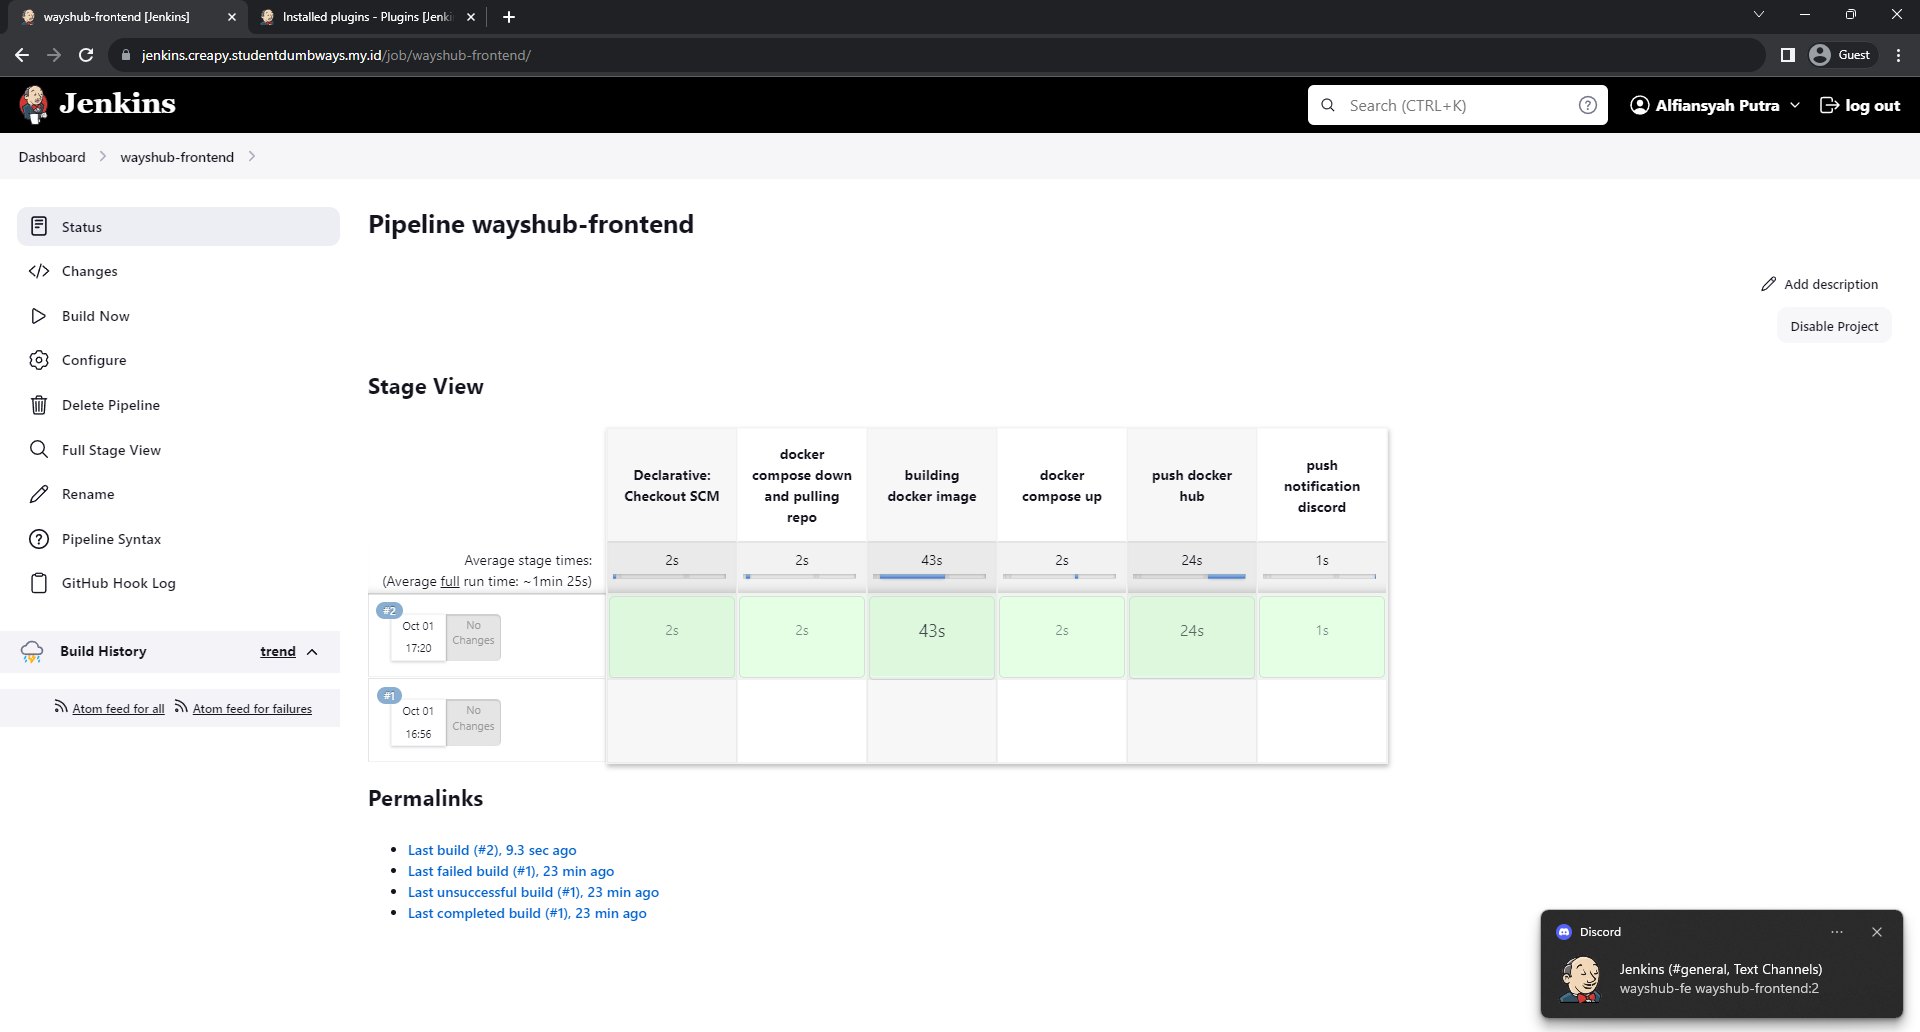 wayshub-frontend [Jenkins]
Installed plugins - Plugins [Jenki
jenkins.creapy.studentdumbways.my.id/job/wayshub-frontend/
Guest
Jenkins
Search (CTRL+K)
?
Alfiansyah Putra
log out
Dashboard
wayshub-frontend
Status
Changes
Build Now
Configure
Delete Pipeline
Full Stage View
Rename
Pipeline Syntax
GitHub Hook Log
Build History
trend
Atom feed for all
Atom feed for failures
Pipeline wayshub-frontend
Add description
Disable Project
Stage View
Declarative:
Checkout SCM
docker
compose down
and pulling
repo
building
docker image
docker
compose up
push docker
hub
push
notification
discord
Average stage times:
(Average full run time: ~1min 25s)
2s
2s
43s
2s
24s
1s
#2
Oct 01
17:20
No
Changes
2s
2s
43s
2s
24s
1s
#1
Oct 01
16:56
No
Changes
Permalinks
Last build (#2), 9.3 sec ago
Last failed build (#1), 23 min ago
Last unsuccessful build (#1), 23 min ago
Last completed build (#1), 23 min ago
Discord
Jenkins (#general, Text Channels)
wayshub-fe wayshub-frontend:2